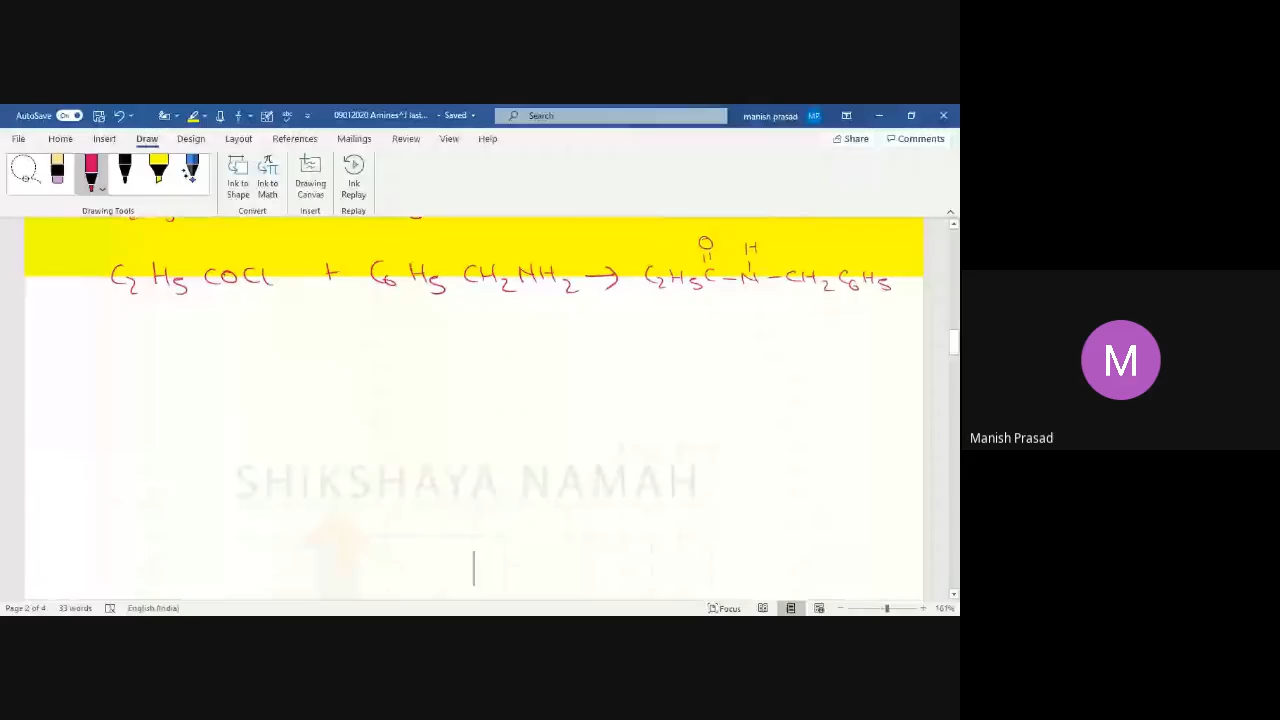 AutoSave On 09012020 Amines^J last... - Saved Search manish prasad MP
File Home Insert Draw Design Layout References Mailings Review View Help Share Comments
Ink to Shape Ink to Math Drawing Canvas Ink Replay
Drawing Tools Convert Insert Replay
O H
C2H5COCl + C6H5CH2NH2 → C2H5C-N-CH2C6H5
SHIKSHAYA NAMAH
Page 2 of 4 33 words English (India) Focus 161%
M
Manish Prasad